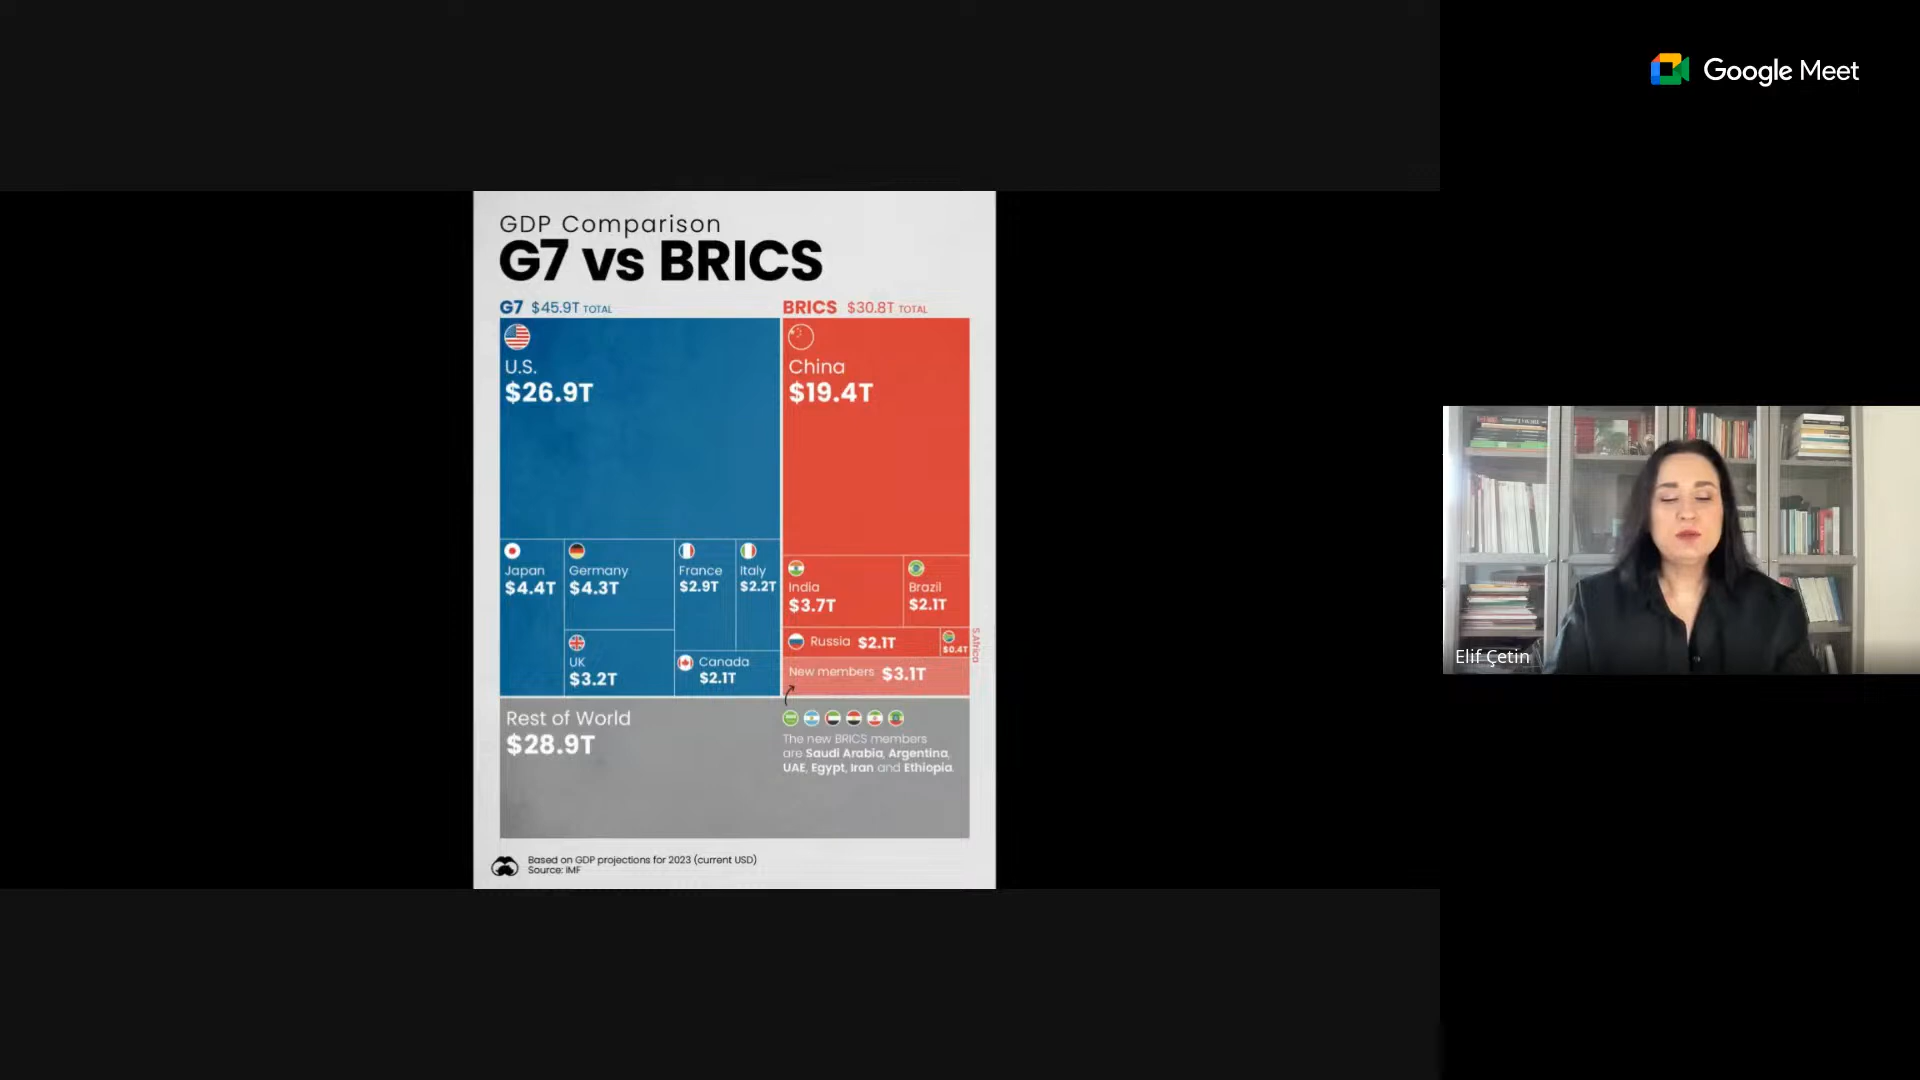 Google Meet
GDP Comparison
G7 vs BRICS
G7 $45.9T TOTAL
BRICS $30.8T TOTAL
U.S.
$26.9T
China
$19.4T
Japan
$4.4T
Germany
$4.3T
France
$2.9T
Italy
$2.2T
UK
$3.2T
Canada
$2.1T
India
$3.7T
Brazil
$2.1T
Russia $2.1T
$0.4T
S.Africa
New members $3.1T
Rest of World
$28.9T
The new BRICS members
are Saudi Arabia, Argentina,
UAE, Egypt, Iran and Ethiopia.
Based on GDP projections for 2023 (current USD)
Source: IMF
Elif Çetin